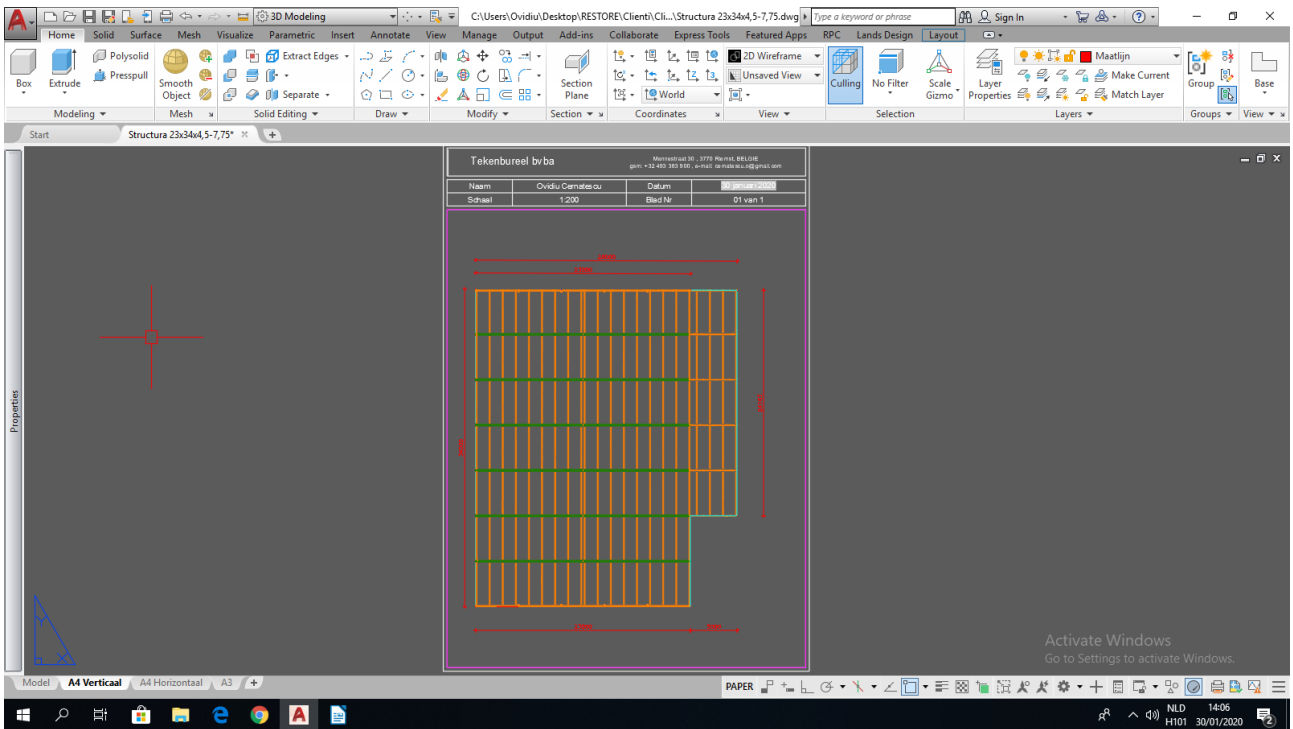 3D Modeling
C:\Users\Ovidiu\Desktop\RESTORE\Clienti\Cli...\Structura 23x34x4,5-7,75.dwg
Type a keyword or phrase
Sign In
Home Solid Surface Mesh Visualize Parametric Insert Annotate View Manage Output Add-ins Collaborate Express Tools Featured Apps RPC Lands Design Layout
Polysolid
Presspull
Box
Extrude
Smooth
Object
Extract Edges
Separate
Section
Plane
World
2D Wireframe
Unsaved View
Culling
No Filter
Scale
Gizmo
Layer
Properties
Maatlijn
Make Current
Match Layer
Group
Base
Modeling Mesh Solid Editing Draw Modify Section Coordinates View Selection Layers Groups View
Start
Structura 23x34x4,5-7,75*
Properties
Tekenbureel bvba
Naam Ovidiu Cernatescu Datum 30 januari 2020
Schaal 1:200 Blad Nr 01 van 1
Activate Windows
Go to Settings to activate Windows.
Model A4 Verticaal A4 Horizontaal A3
PAPER
NLD
H101
14:06
30/01/2020
2